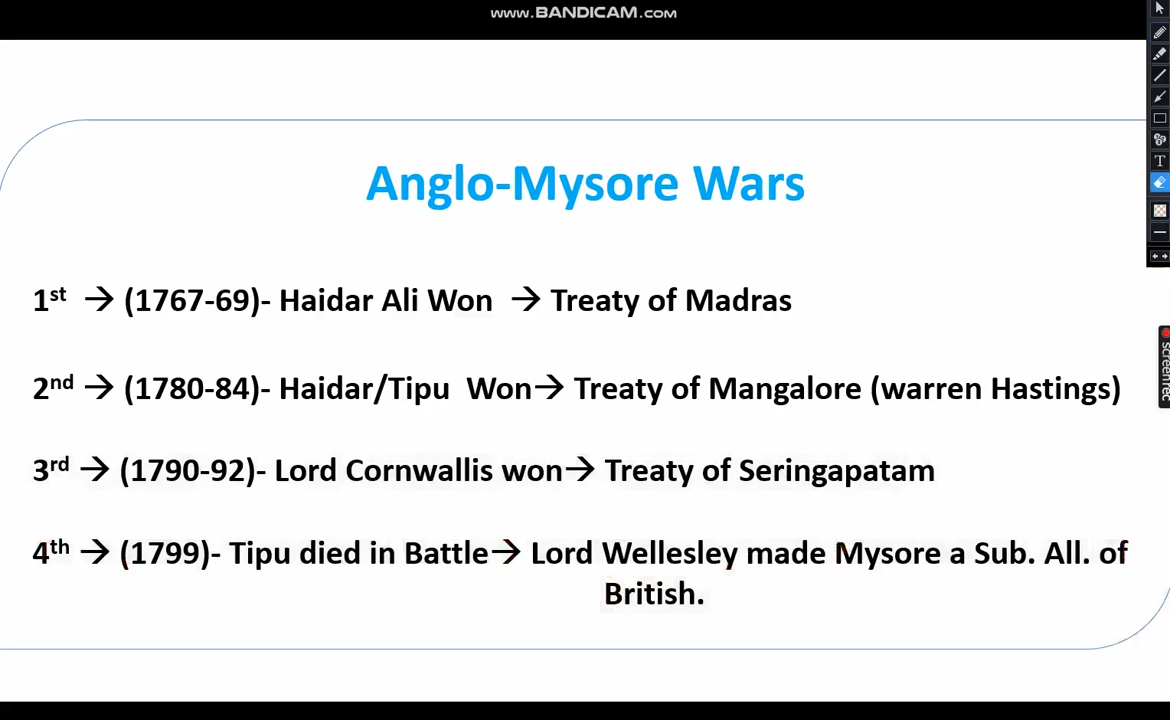 www.BANDICAM.com
Anglo-Mysore Wars
1st → (1767-69)- Haidar Ali Won → Treaty of Madras
2nd → (1780-84)- Haidar/Tipu Won→ Treaty of Mangalore (warren Hastings)
3rd → (1790-92)- Lord Cornwallis won→ Treaty of Seringapatam
4th → (1799)- Tipu died in Battle→ Lord Wellesley made Mysore a Sub. All. of
British.
T
screenrec